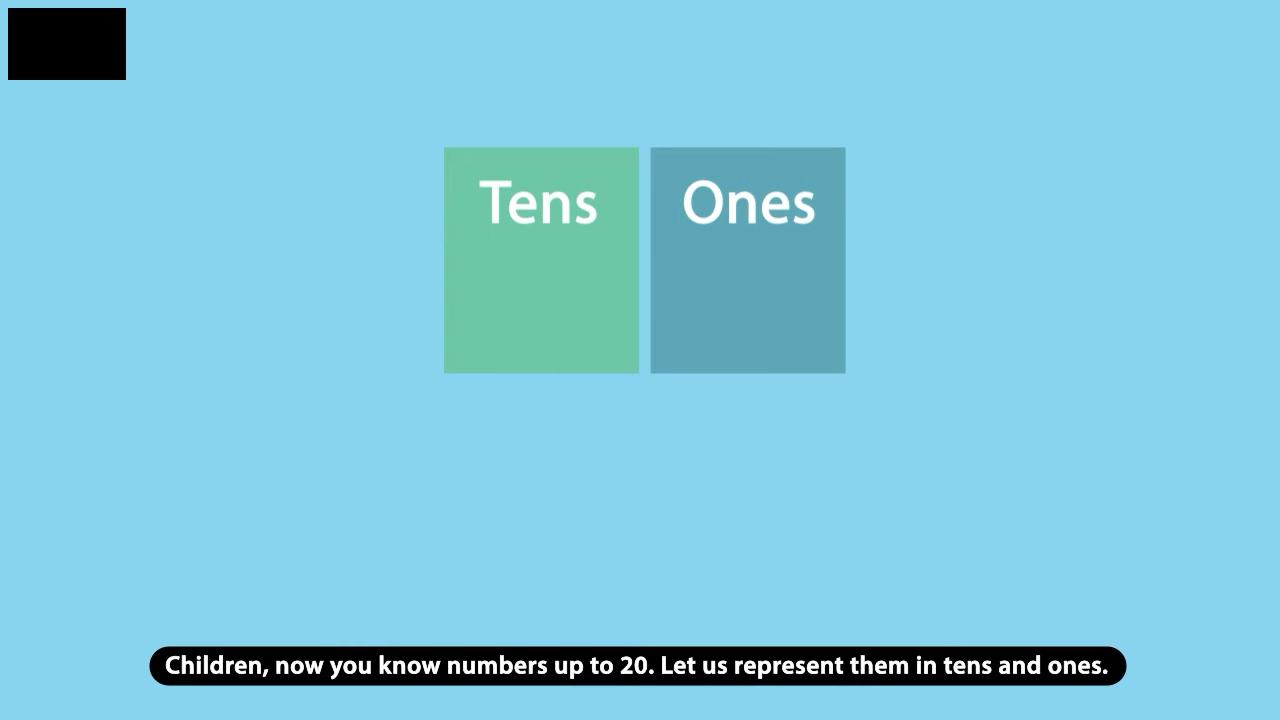 Tens Ones
Children, now you know numbers up to 20. Let us represent them in tens and ones.